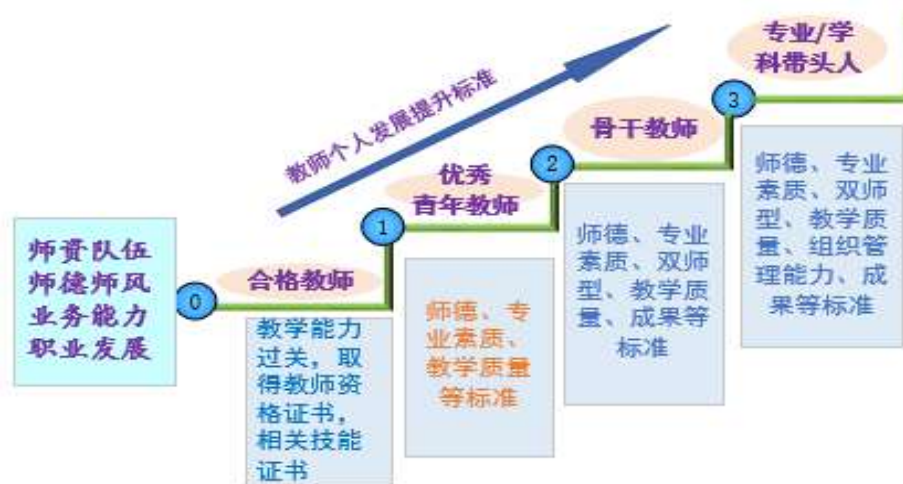 师资队伍
师德师风
业务能力
职业发展
教师个人发展提升标准
0
合格教师
教学能力
过关，取
得教师资
格证书，
相关技能
证书
1
优秀
青年教师
师德、专
业素质、
教学质量
等标准
2
骨干教师
师德、专业
素质、双师
型、教学质
量、成果等
标准
3
专业/学
科带头人
师德、专业
素质、双师
型、教学质
量、组织管
理能力、成
果等标准